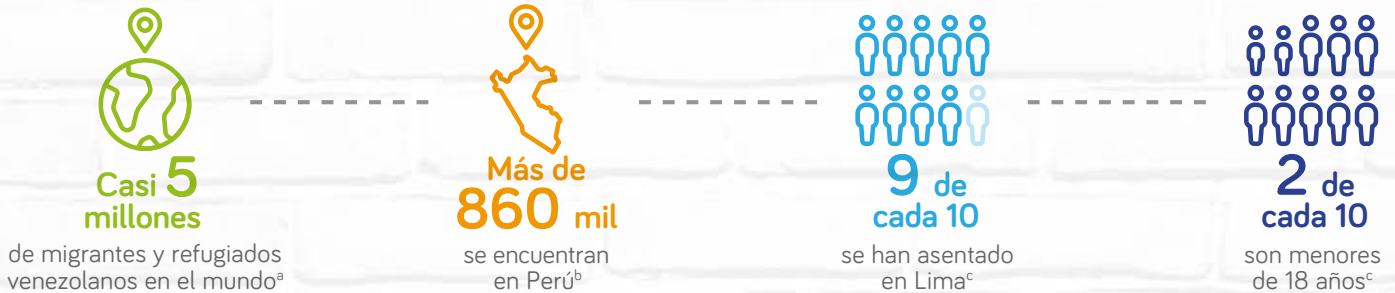 Casi 5
millones
de migrantes y refugiados
venezolanos en el mundoᵃ
Más de
860 mil
se encuentran
en Perúᵇ
9 de
cada 10
se han asentado
en Limaᶜ
2 de
cada 10
son menores
de 18 añosᶜ